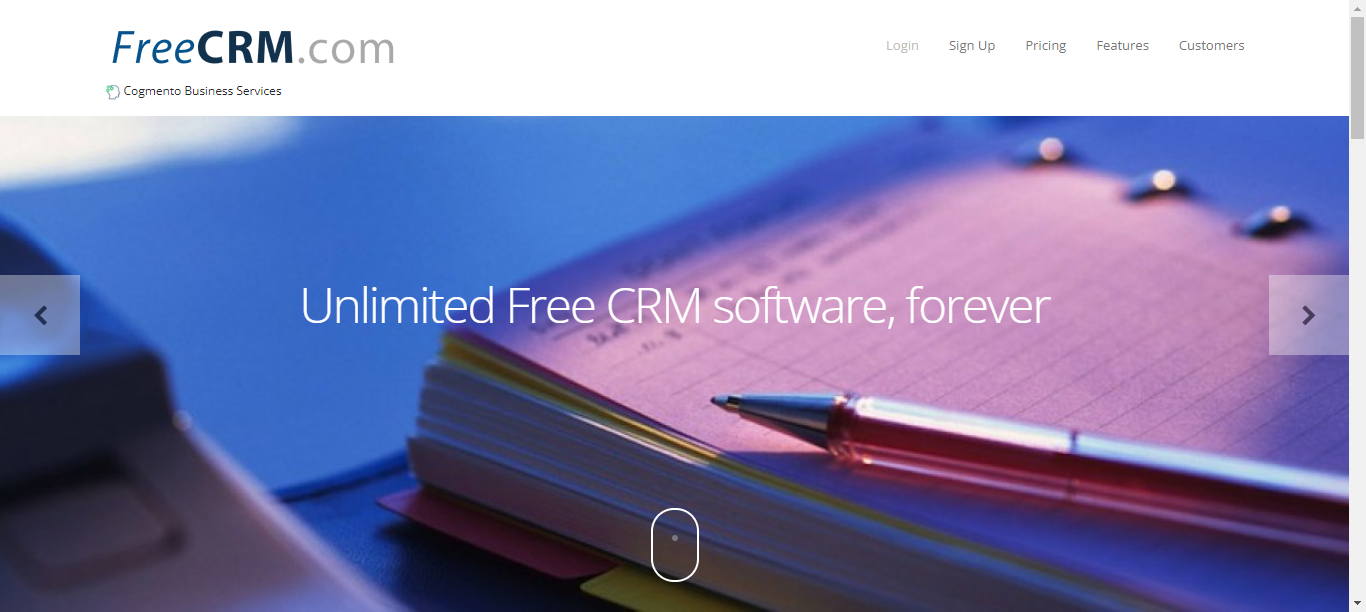 FreeCRM.com
Login Sign Up Pricing Features Customers
Cogmento Business Services
Unlimited Free CRM software, forever